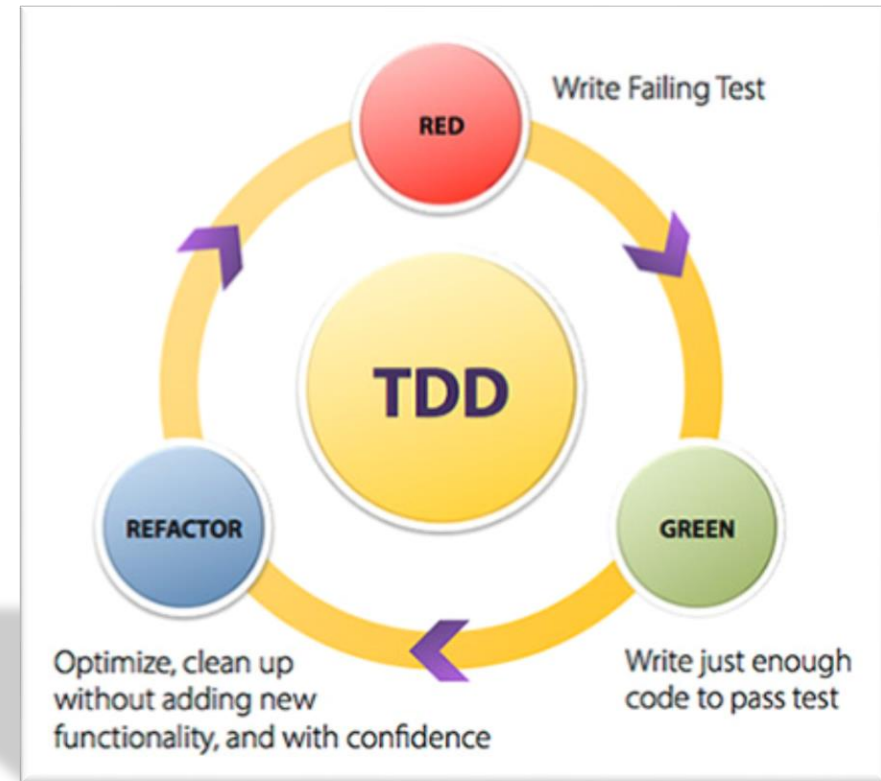 RED
Write Failing Test
TDD
REFACTOR
GREEN
Optimize, clean up
without adding new
functionality, and with confidence
Write just enough
code to pass test